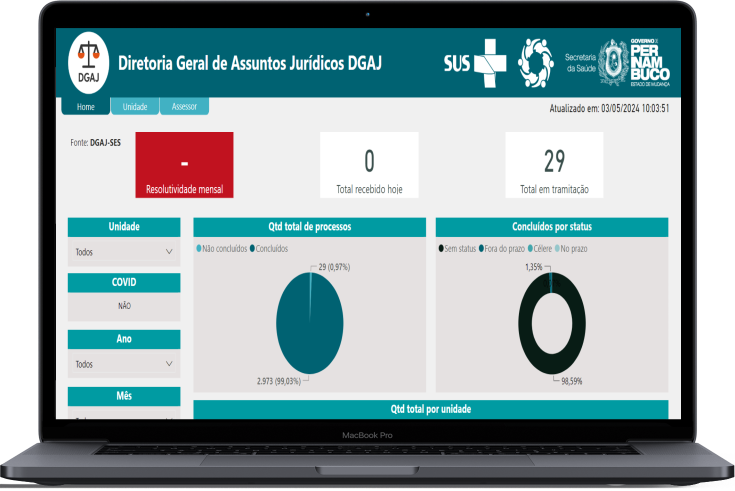 DGAJ
Diretoria Geral de Assuntos Jurídicos DGAJ
SUS
Secretaria
da Saúde
GOVERNO DE
PER
NAM
BUCO
ESTADO DE MUDANÇA
Home
Unidade
Assessor
Atualizado em: 03/05/2024 10:03:51
Fonte: DGAJ-SES
-
Resolutividade mensal
0
Total recebido hoje
29
Total em tramitação
Unidade
Todos
COVID
NÃO
Ano
Todos
Mês
Qtd total de processos
Não concluídos Concluídos
29 (0,97%)
2.973 (99,03%)
Concluídos por status
Sem status Fora do prazo Célere No prazo
1,35%
98,59%
Qtd total por unidade
MacBook Pro